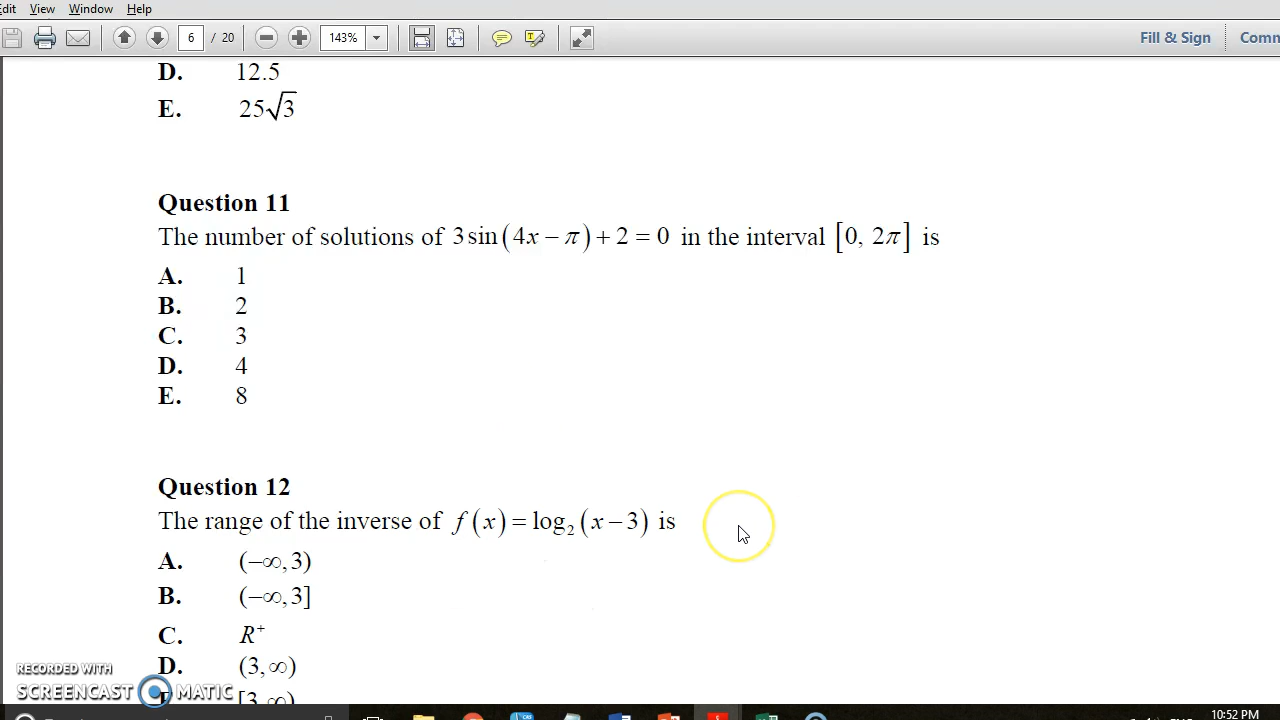 Edit View Window Help
6 / 20 143% Fill & Sign
D. 12.5
E. 25√3
Question 11
The number of solutions of 3sin(4x − π) + 2 = 0 in the interval [0, 2π] is
A. 1
B. 2
C. 3
D. 4
E. 8
Question 12
The range of the inverse of f(x) = log₂(x − 3) is
A. (−∞, 3)
B. (−∞, 3]
C. R⁺
D. (3, ∞)
[3, ∞)
RECORDED WITH
SCREENCAST MATIC
10:52 PM